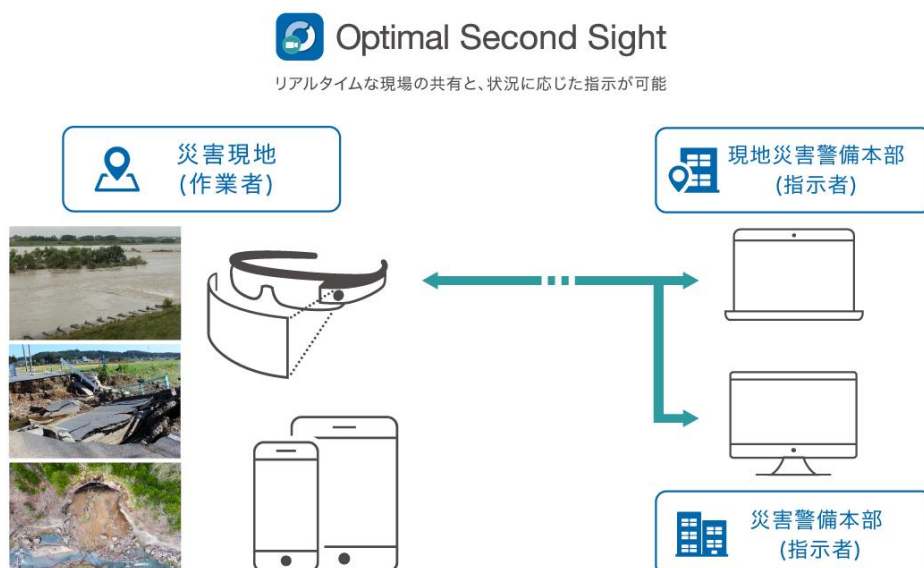 Optimal Second Sight
リアルタイムな現場の共有と、状況に応じた指示が可能
災害現地
(作業者)
現地災害警備本部
(指示者)
災害警備本部
(指示者)